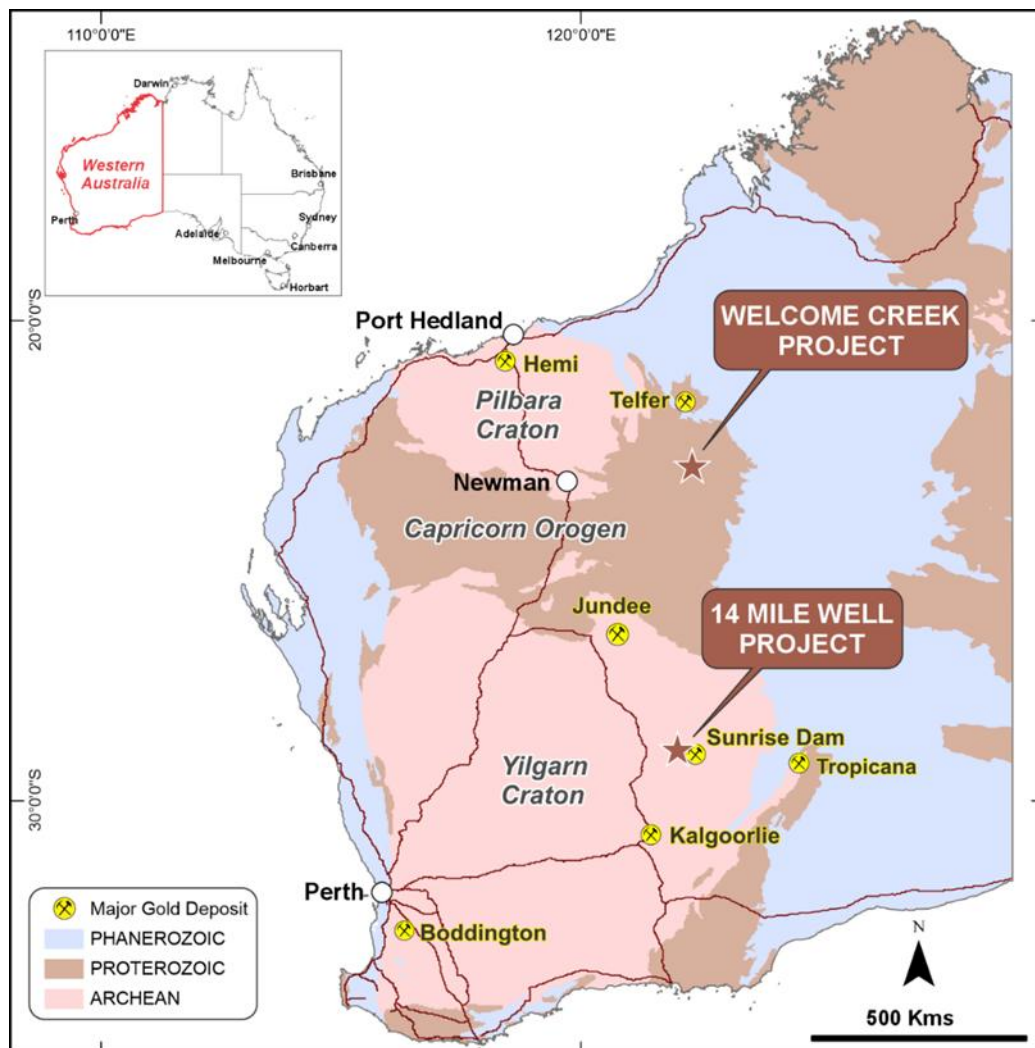 110°0'0"E
120°0'0"E
Darwin
Western
Australia
Brisbane
Perth
Sydney
Adelaide
Canberra
Melbourne
Horbart
20°0'0"S
Port Hedland
WELCOME CREEK
PROJECT
Hemi
Telfer
Pilbara
Craton
Newman
Capricorn Orogen
Jundee
14 MILE WELL
PROJECT
Sunrise Dam
Tropicana
Yilgarn
Craton
30°0'0"S
Kalgoorlie
Perth
Boddington
Major Gold Deposit
PHANEROZOIC
PROTEROZOIC
ARCHEAN
N
500 Kms